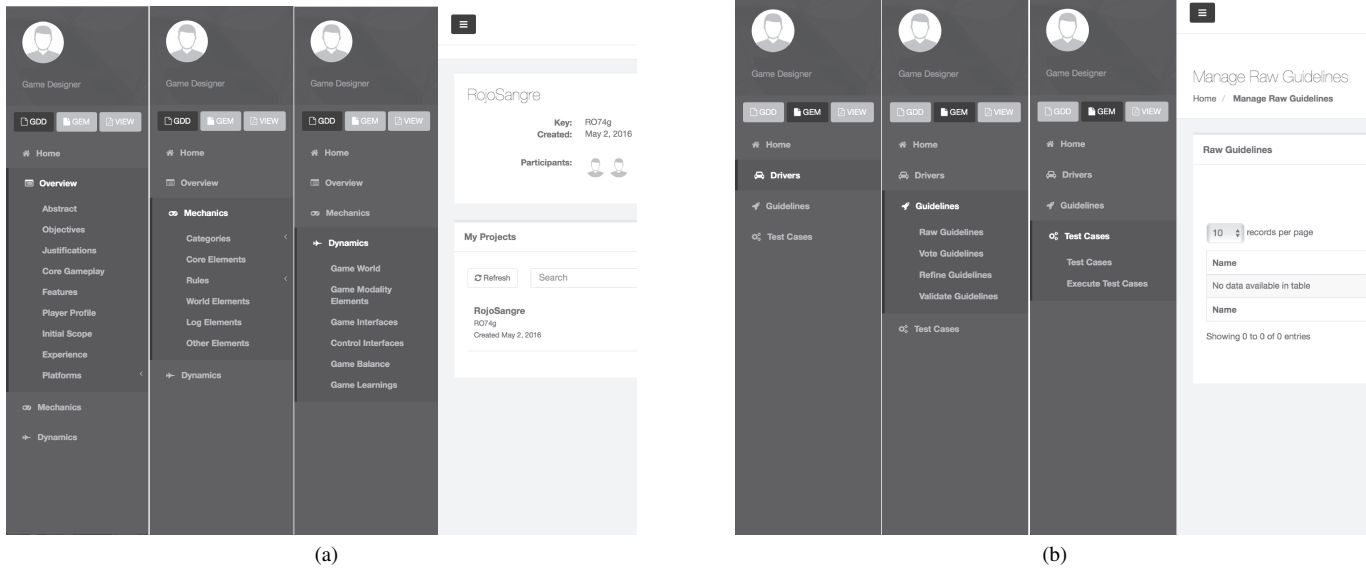 Game Designer
GDD GEM VIEW
Home
Overview
Abstract
Objectives
Justifications
Core Gameplay
Features
Player Profile
Initial Scope
Experience
Platforms
Mechanics
Dynamics
Game Designer
GDD GEM VIEW
Home
Overview
Mechanics
Categories
Core Elements
Rules
World Elements
Log Elements
Other Elements
Dynamics
Game Designer
GDD GEM VIEW
Home
Overview
Mechanics
Dynamics
Game World
Game Modality
Elements
Game Interfaces
Control Interfaces
Game Balance
Game Learnings
RojoSangre
Key: RO74g
Created: May 2, 2016
Participants:
My Projects
Refresh Search
RojoSangre
RO74g
Created May 2, 2016
(a)
Game Designer
GDD GEM VIEW
Home
Drivers
Guidelines
Test Cases
Game Designer
GDD GEM VIEW
Home
Drivers
Guidelines
Raw Guidelines
Vote Guidelines
Refine Guidelines
Validate Guidelines
Test Cases
Game Designer
GDD GEM VIEW
Home
Drivers
Guidelines
Test Cases
Test Cases
Execute Test Cases
Manage Raw Guidelines
Home / Manage Raw Guidelines
Raw Guidelines
10 records per page
Name
No data available in table
Name
Showing 0 to 0 of 0 entries
(b)